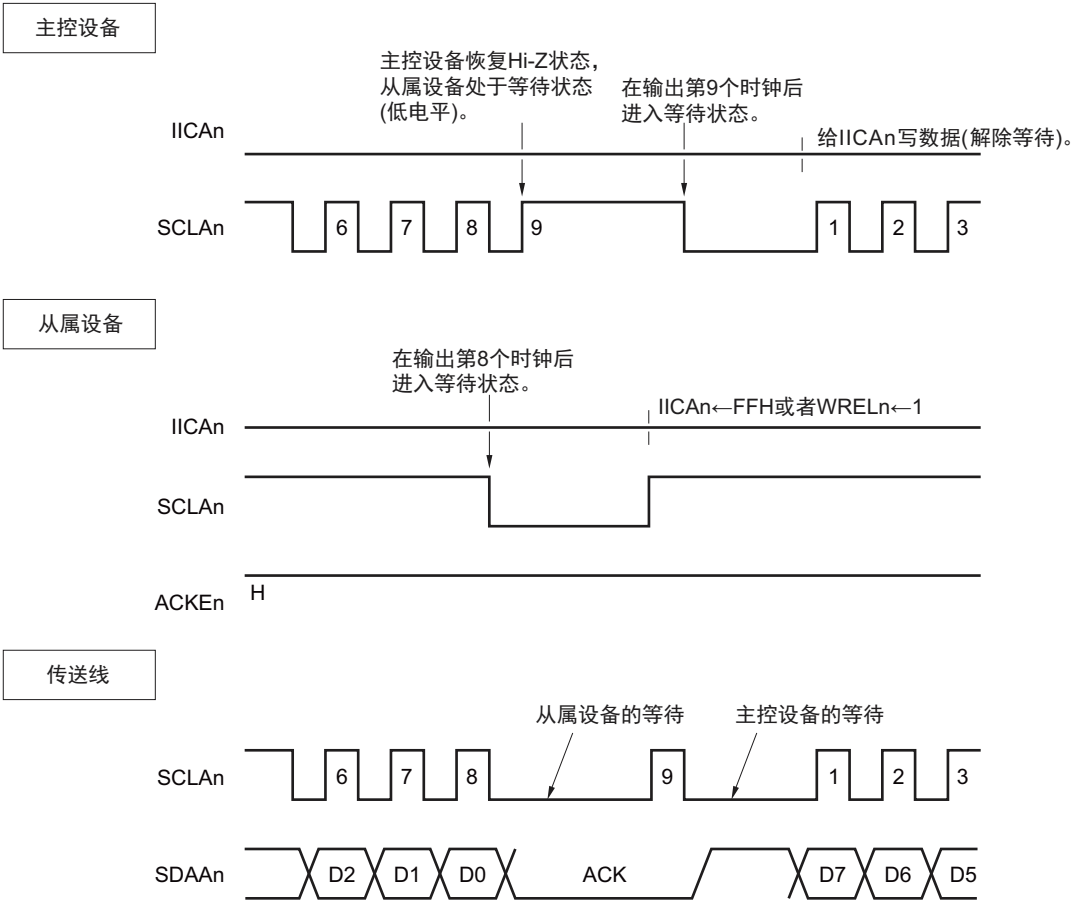 主控设备
主控设备恢复Hi-Z状态，
从属设备处于等待状态
(低电平)。
在输出第9个时钟后
进入等待状态。
IICAn
给IICAn写数据(解除等待)。
SCLAn
6 7 8 9 1 2 3
从属设备
在输出第8个时钟后
进入等待状态。
IICAn←FFH或者WRELn←1
IICAn
SCLAn
H
ACKEn
传送线
从属设备的等待 主控设备的等待
SCLAn 6 7 8 9 1 2 3
SDAAn D2 D1 D0 ACK D7 D6 D5